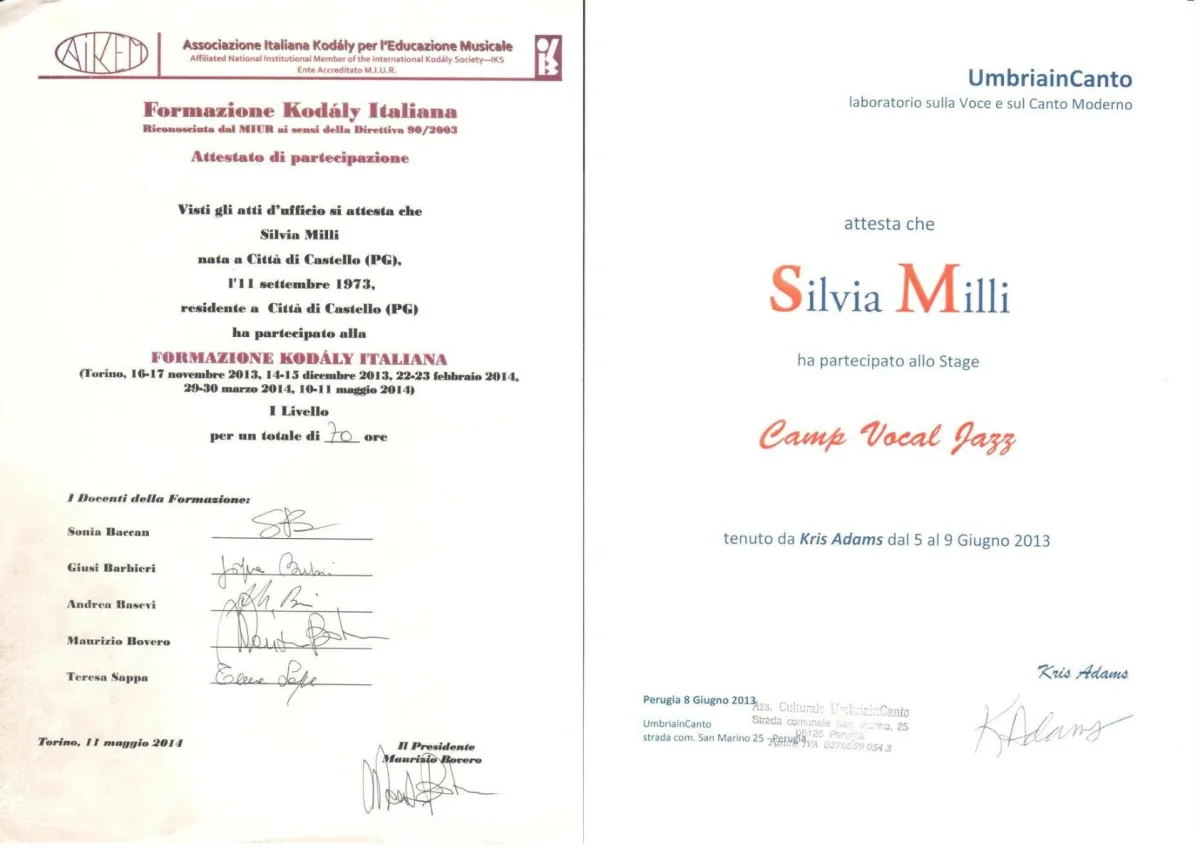 AIKEM
Associazione Italiana Kodály per l'Educazione Musicale
Affiliated National Institutional Member of the International Kodály Society—IKS
Ente Accreditato M.I.U.R.
Formazione Kodály Italiana
Riconosciuta dal MIUR ai sensi della Direttiva 90/2003
Attestato di partecipazione
Visti gli atti d'ufficio si attesta che
Silvia Milli
nata a Città di Castello (PG),
l'11 settembre 1973,
residente a Città di Castello (PG)
ha partecipato alla
FORMAZIONE KODÁLY ITALIANA
(Torino, 16-17 novembre 2013, 14-15 dicembre 2013, 22-23 febbraio 2014,
29-30 marzo 2014, 10-11 maggio 2014)
I Livello
per un totale di 70 ore
I Docenti della Formazione:
Sonia Baccan
Giusi Barbieri
Andrea Basevi
Maurizio Bovero
Teresa Sappa
Torino, 11 maggio 2014
Il Presidente
Maurizio Bovero
UmbriainCanto
laboratorio sulla Voce e sul Canto Moderno
attesta che
Silvia Milli
ha partecipato allo Stage
Camp Vocal Jazz
tenuto da Kris Adams dal 5 al 9 Giugno 2013
Kris Adams
KAdams
Perugia 8 Giugno 2013
UmbriainCanto
strada com. San Marino 25 - Perugia
Ass. Culturale UmbriainCanto
Strada comunale San Marino, 25
06125 Perugia